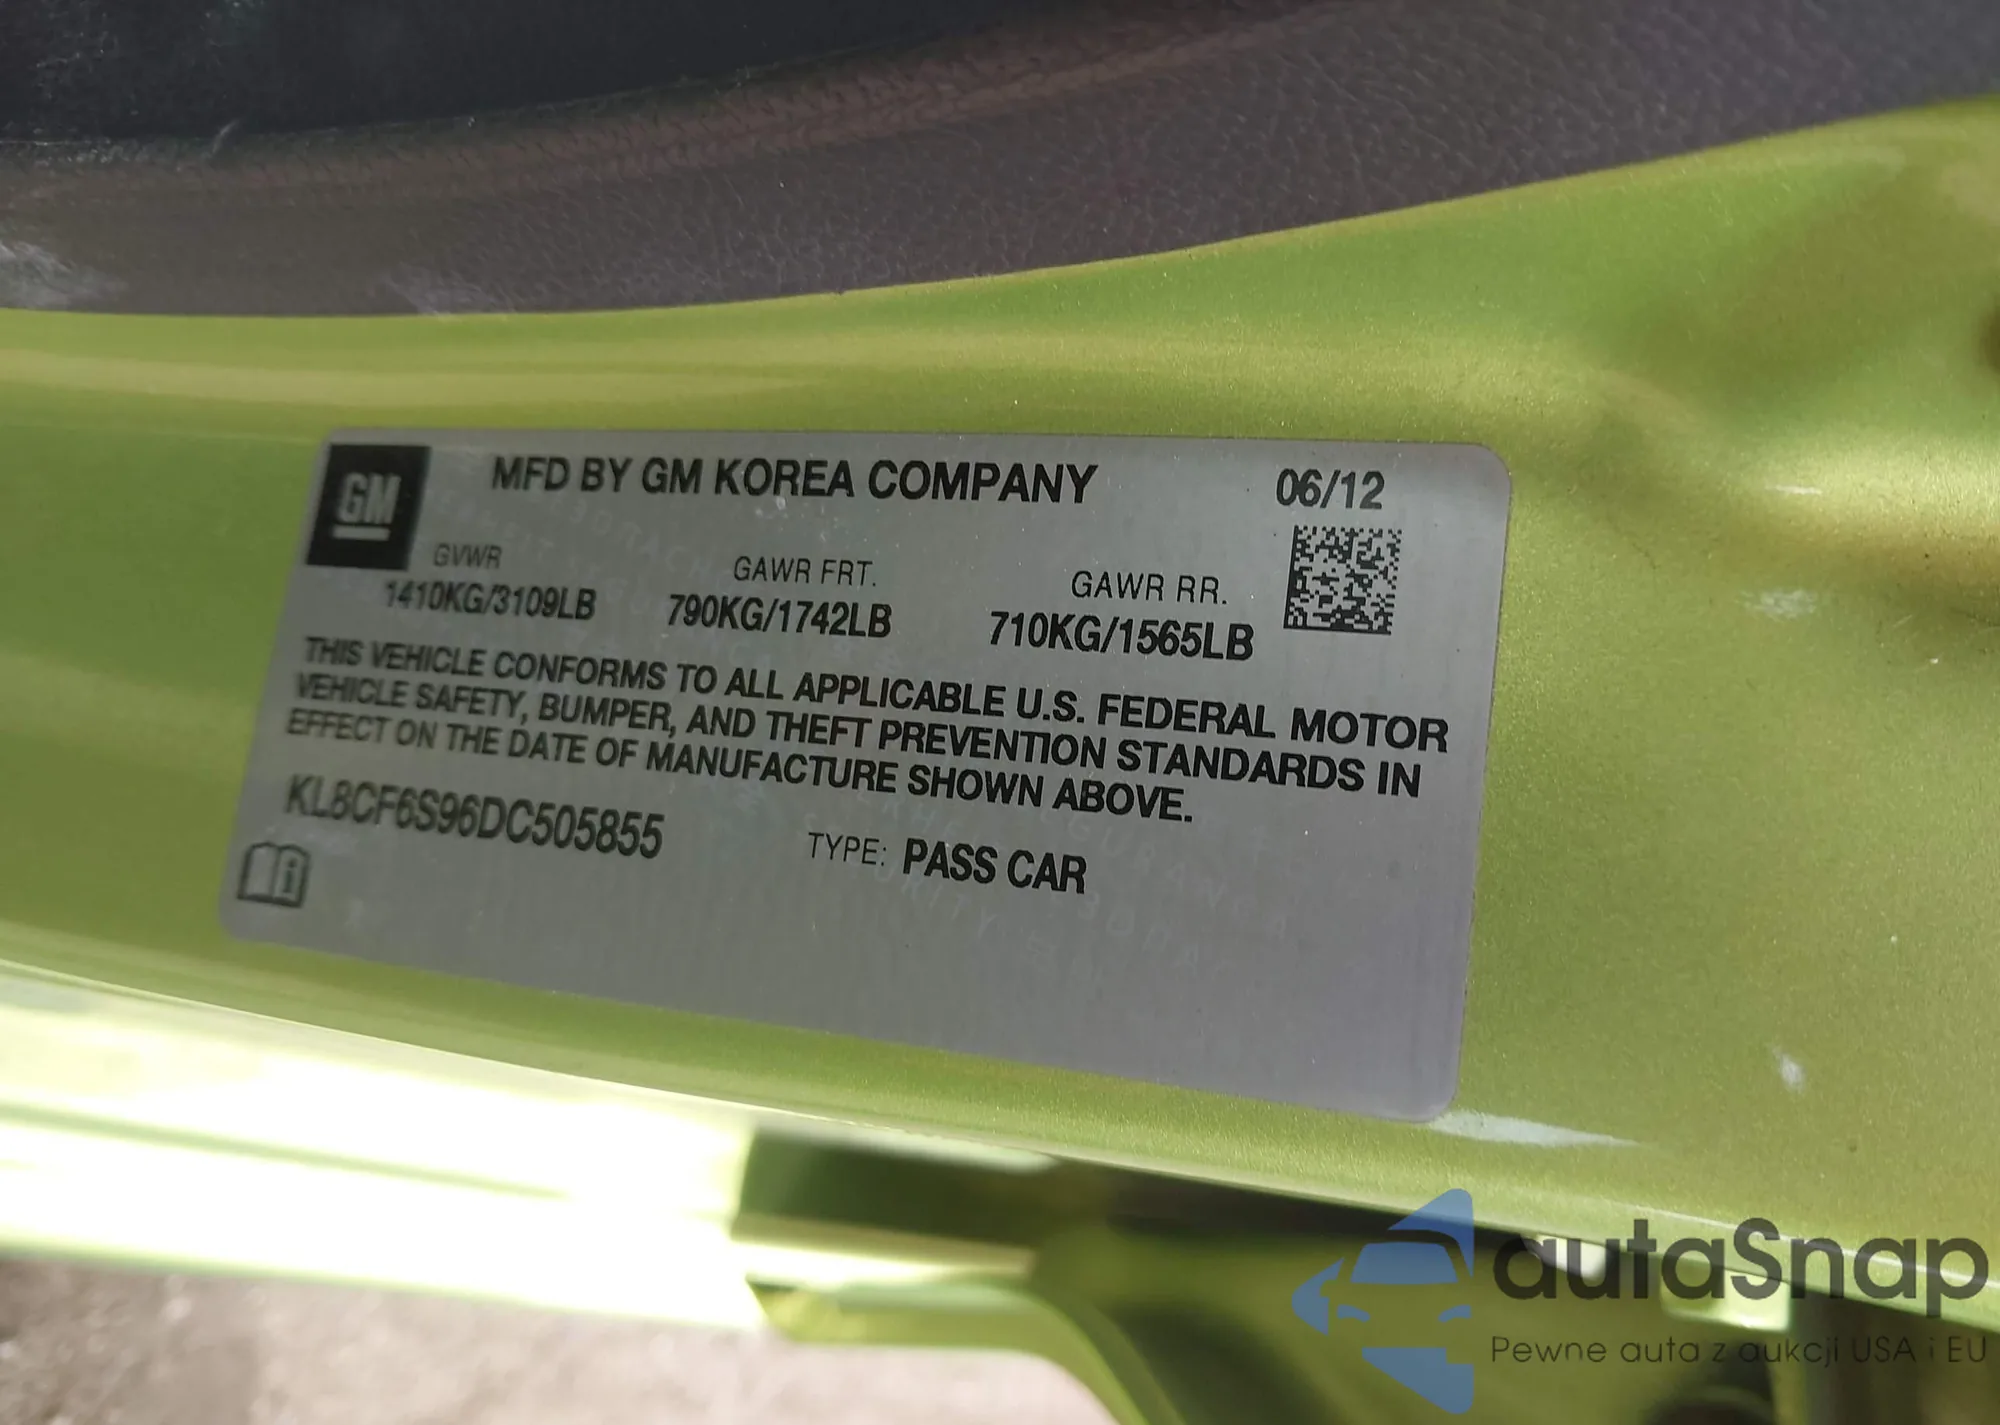 GM
MFD BY GM KOREA COMPANY 06/12
GVWR GAWR FRT. GAWR RR.
1410KG/3109LB 790KG/1742LB 710KG/1565LB
THIS VEHICLE CONFORMS TO ALL APPLICABLE U.S. FEDERAL MOTOR
VEHICLE SAFETY, BUMPER, AND THEFT PREVENTION STANDARDS IN
EFFECT ON THE DATE OF MANUFACTURE SHOWN ABOVE.
KL8CF6S96DC505855 TYPE: PASS CAR
autaSnap
Pewne auta z aukcji USA i EU